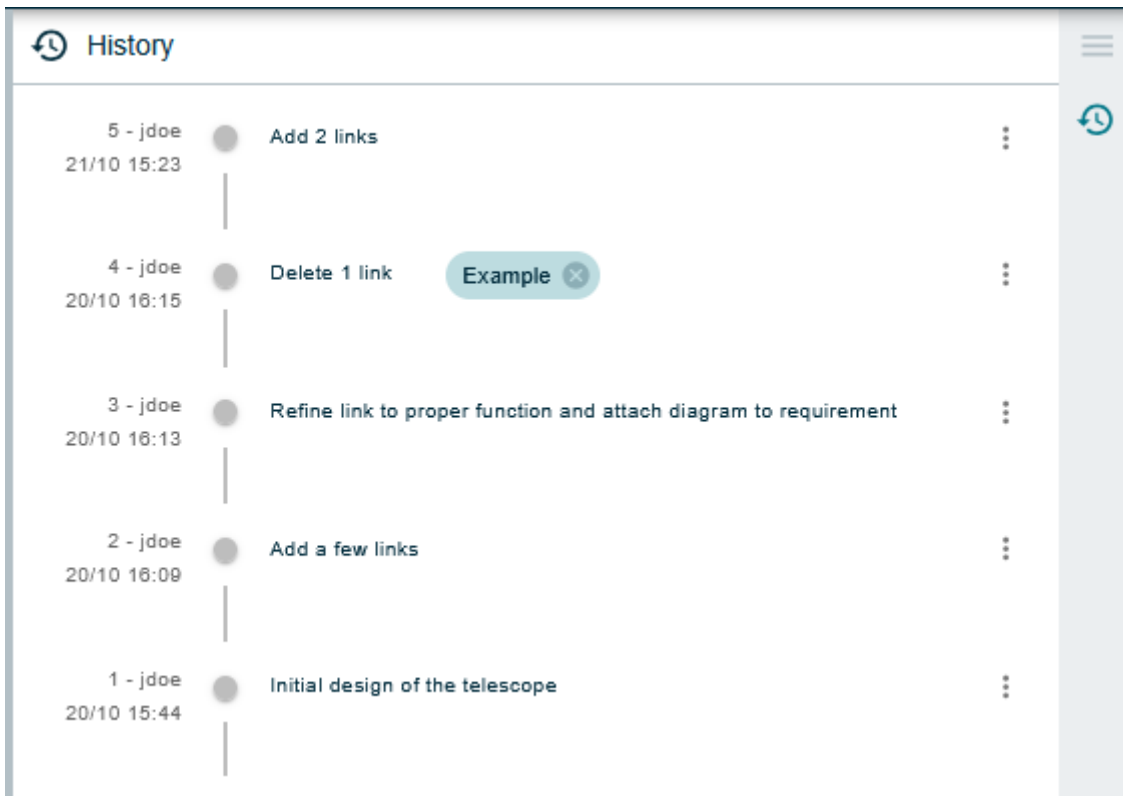 History
5 - jdoe
21/10 15:23
Add 2 links
4 - jdoe
20/10 16:15
Delete 1 link
Example
3 - jdoe
20/10 16:13
Refine link to proper function and attach diagram to requirement
2 - jdoe
20/10 16:09
Add a few links
1 - jdoe
20/10 15:44
Initial design of the telescope